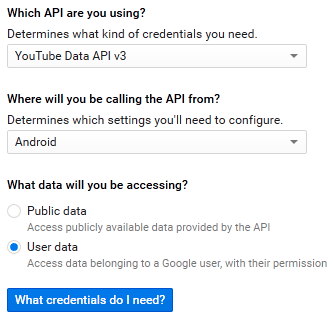 Which API are you using?
Determines what kind of credentials you need.
YouTube Data API v3
Where will you be calling the API from?
Determines which settings you'll need to configure.
Android
What data will you be accessing?
Public data
Access publicly available data provided by the API
User data
Access data belonging to a Google user, with their permission
What credentials do I need?